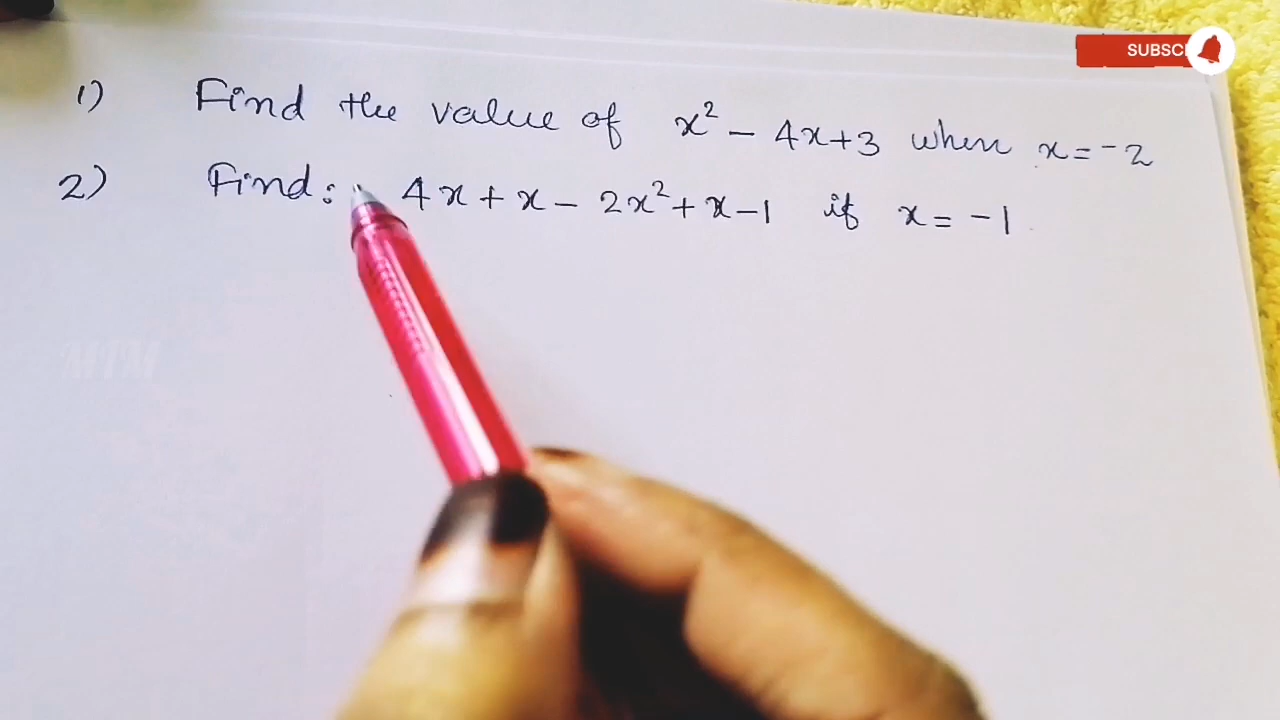 SUBSC
1) Find the value of x² - 4x+3 when x = -2
2) Find: 4x + x - 2x² + x - 1 if x = -1